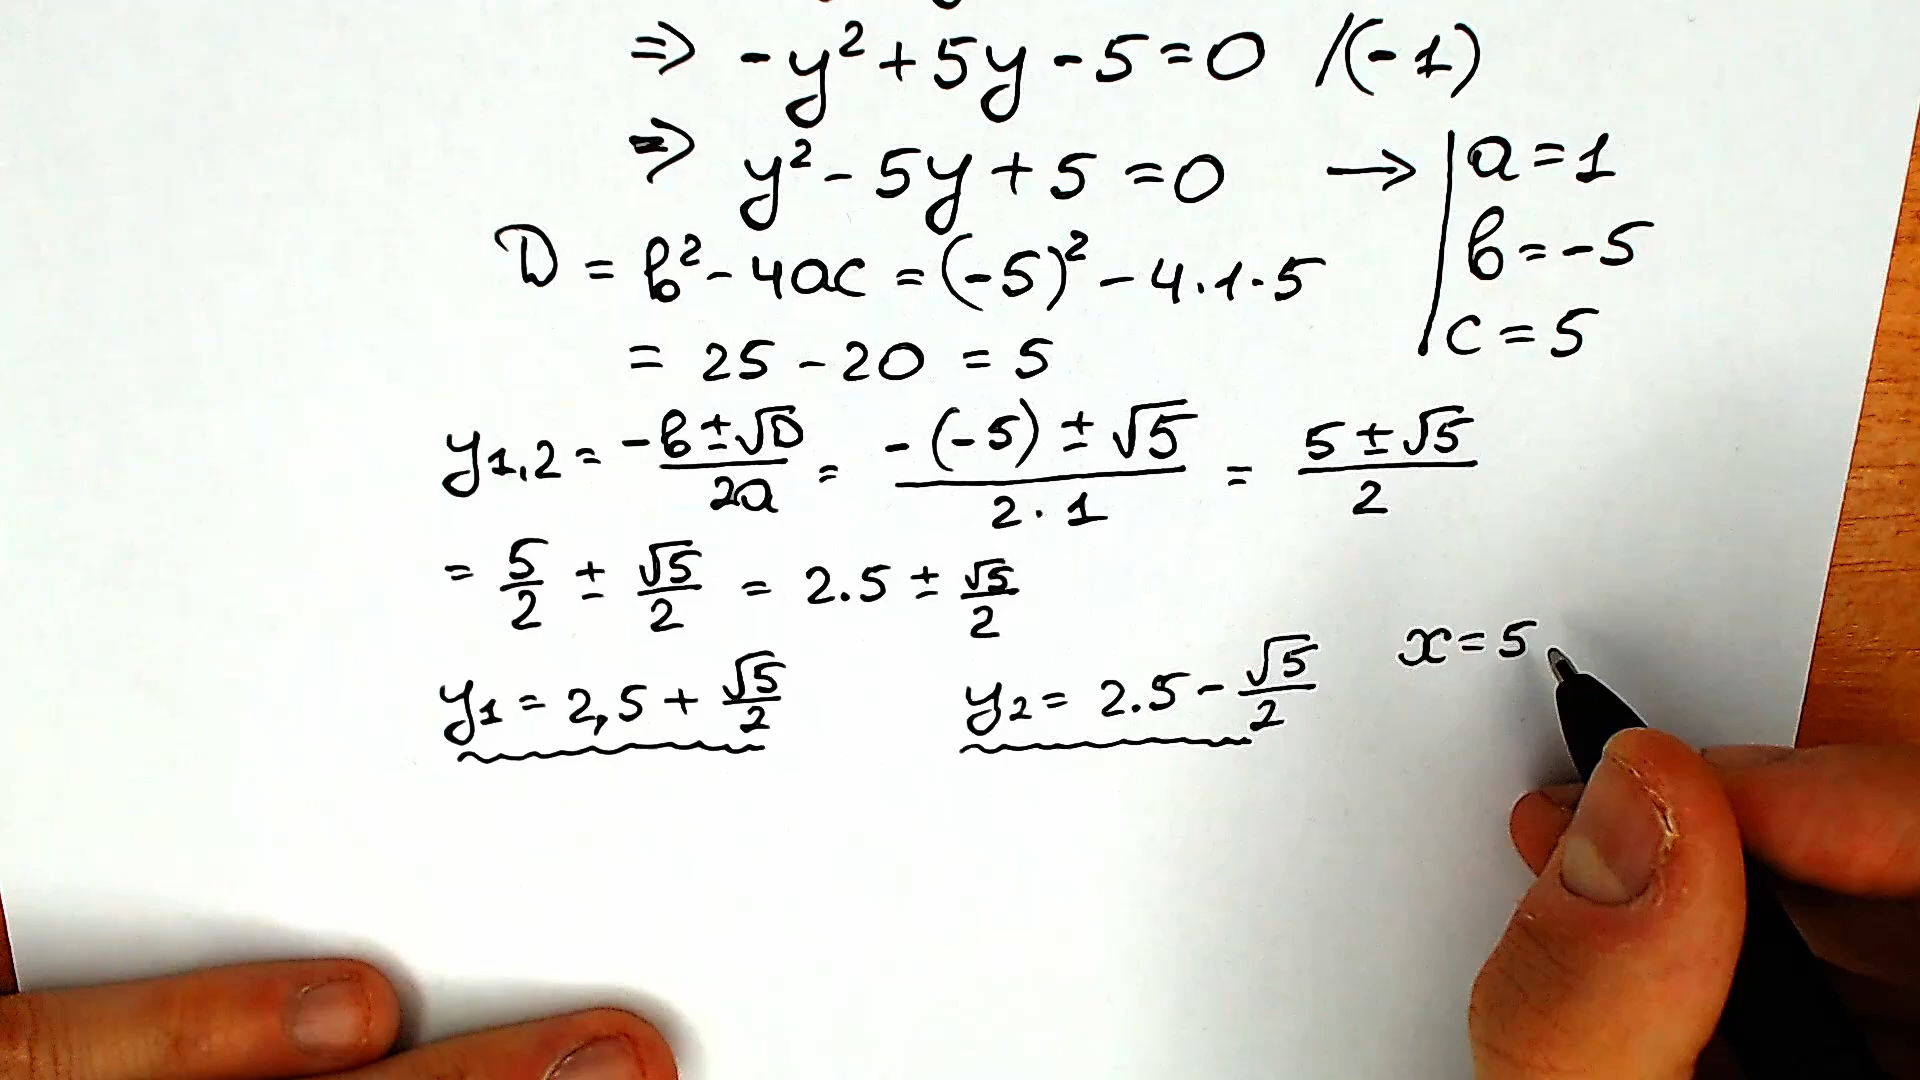 => -y² + 5y - 5 = 0 /(-1)
=> y² - 5y + 5 = 0 → | a = 1
b = -5
c = 5
D = b² - 4ac = (-5)² - 4·1·5
= 25 - 20 = 5
y1,2 = (-b ± √D)/(2a) = (-(-5) ± √5)/(2·1) = (5 ± √5)/2
= 5/2 ± √5/2 = 2.5 ± √5/2
y1 = 2,5 + √5/2 y2 = 2.5 - √5/2 x = 5